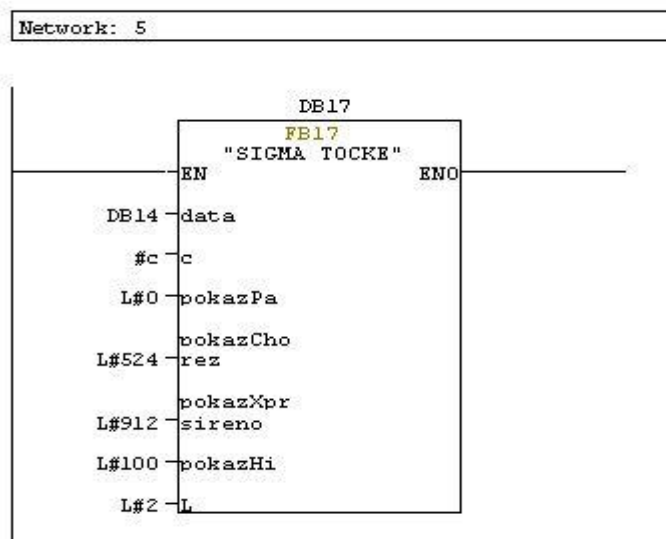 Network: 5
DB17
FB17
"SIGMA TOCKE"
EN ENO
DB14 data
#c c
L#0 pokazPa
pokazCho
L#524 rez
pokazXpr
L#912 sireno
L#100 pokazHi
L#2 L